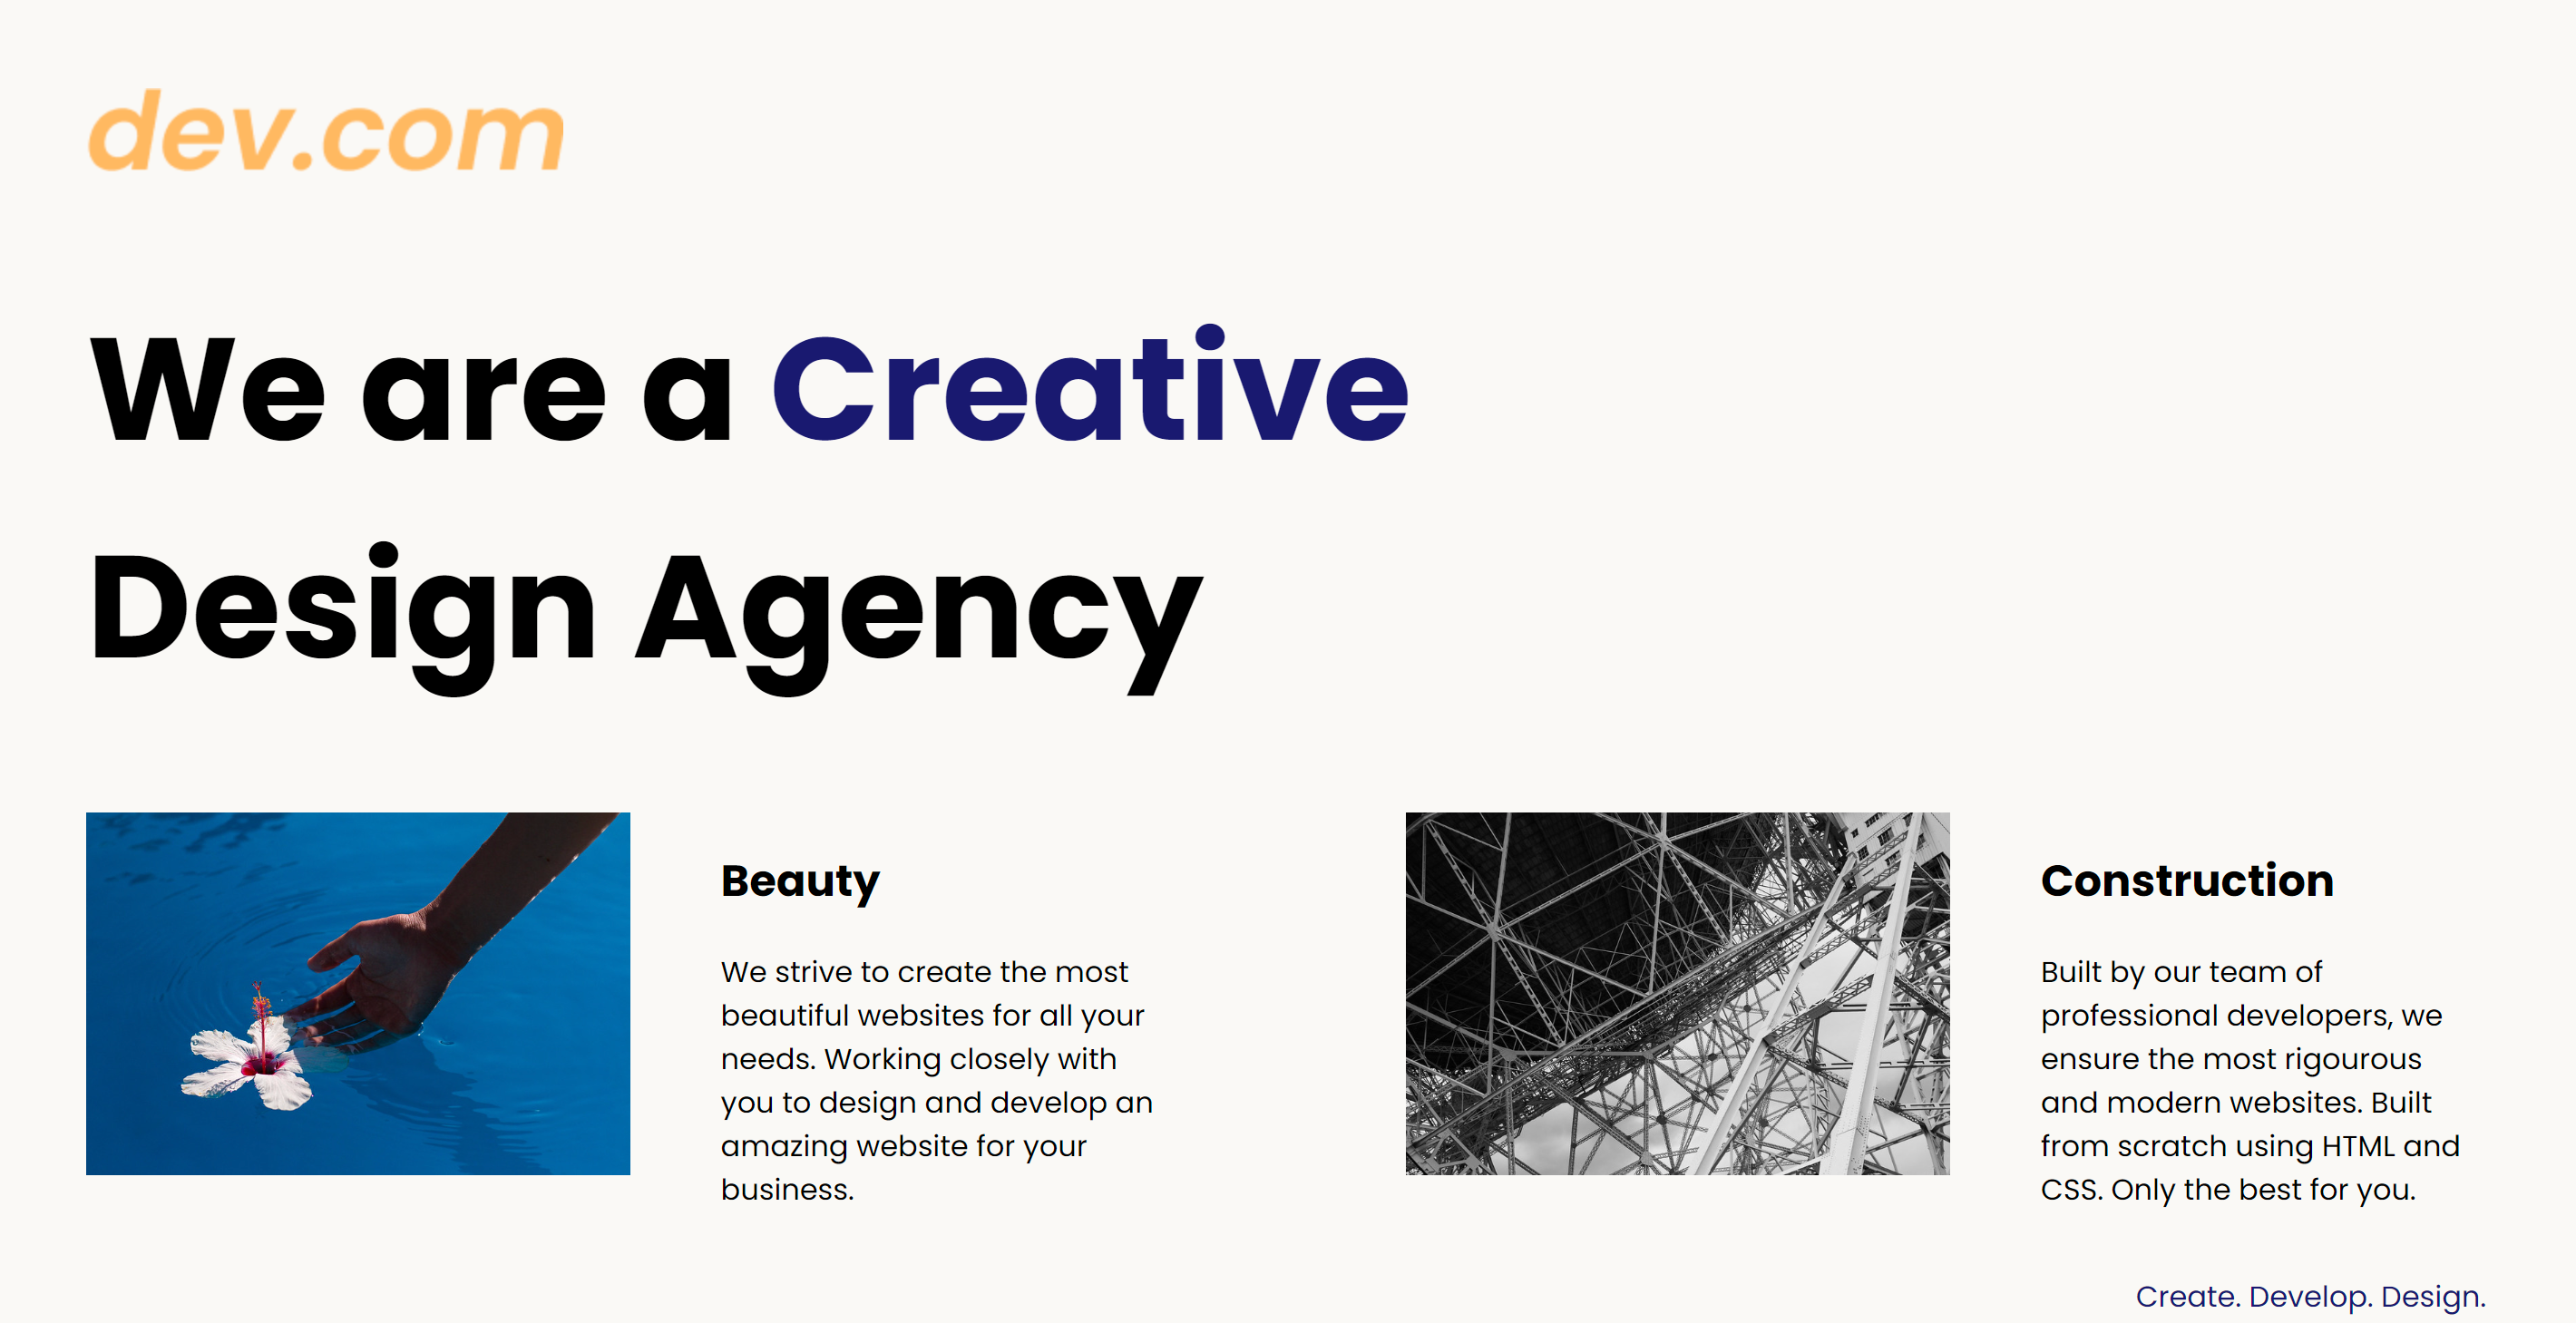 dev.com
We are a Creative
Design Agency
Beauty
We strive to create the most
beautiful websites for all your
needs. Working closely with
you to design and develop an
amazing website for your
business.
Construction
Built by our team of
professional developers, we
ensure the most rigourous
and modern websites. Built
from scratch using HTML and
CSS. Only the best for you.
Create. Develop. Design.